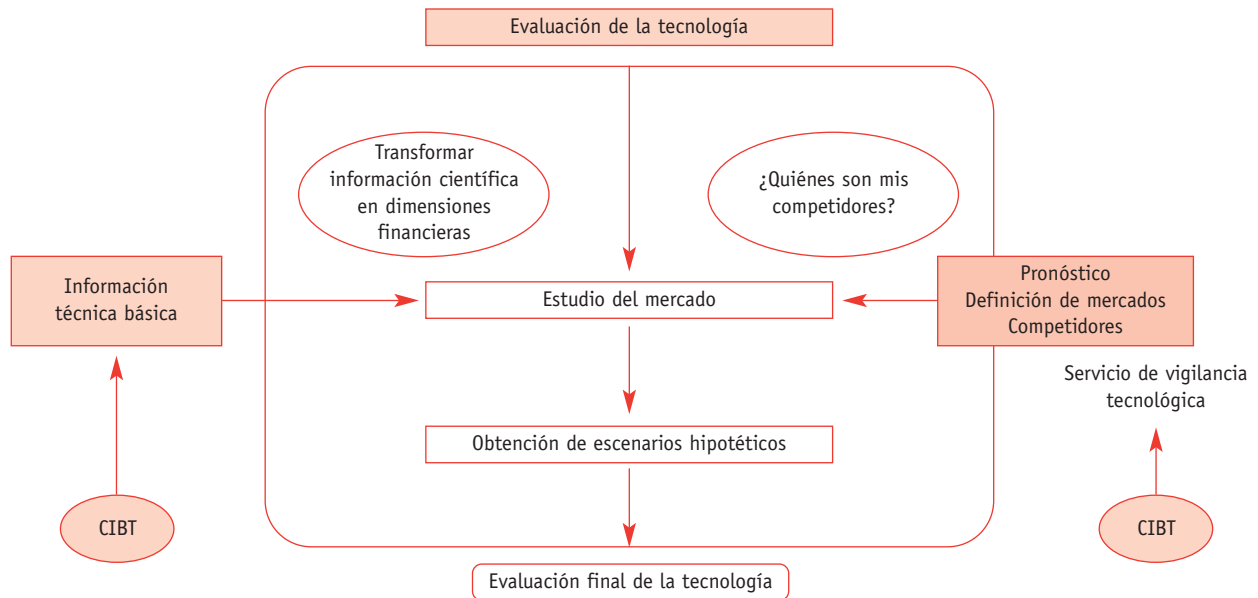 Evaluación de la tecnología
Transformar
información científica
en dimensiones
financieras
¿Quiénes son mis
competidores?
Información
técnica básica
Estudio del mercado
Pronóstico
Definición de mercados
Competidores
Servicio de vigilancia
tecnológica
Obtención de escenarios hipotéticos
CIBT
CIBT
Evaluación final de la tecnología